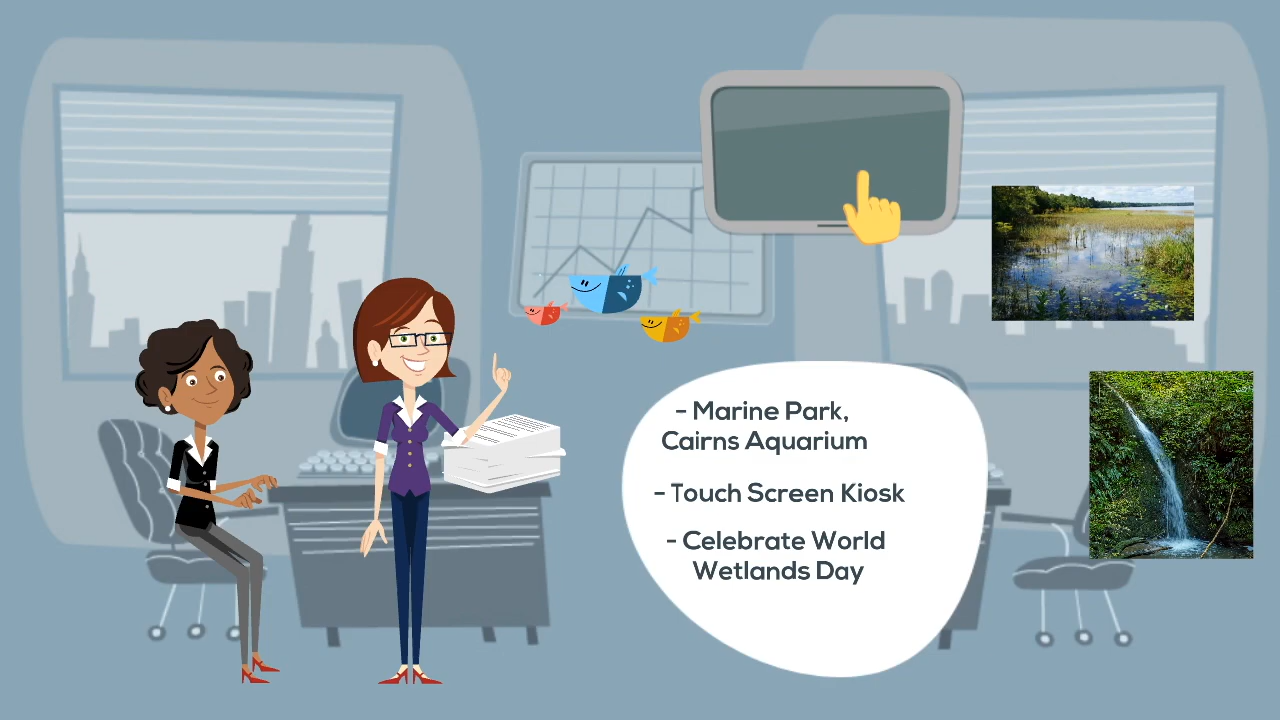 - Marine Park,
Cairns Aquarium
- Touch Screen Kiosk
- Celebrate World
Wetlands Day